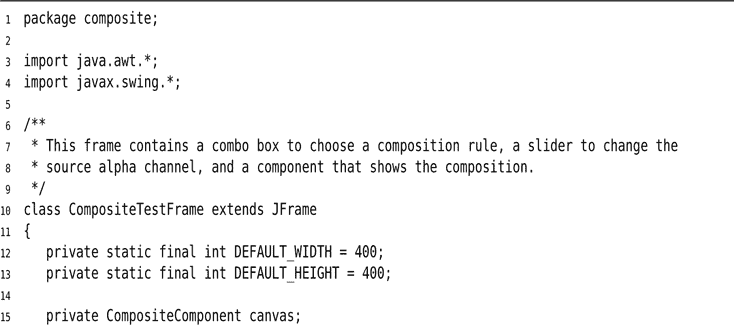 1 package composite;
2
3 import java.awt.*;
4 import javax.swing.*;
5
6 /**
7  * This frame contains a combo box to choose a composition rule, a slider to change the
8  * source alpha channel, and a component that shows the composition.
9  */
10 class CompositeTestFrame extends JFrame
11 {
12    private static final int DEFAULT_WIDTH = 400;
13    private static final int DEFAULT_HEIGHT = 400;
14
15    private CompositeComponent canvas;